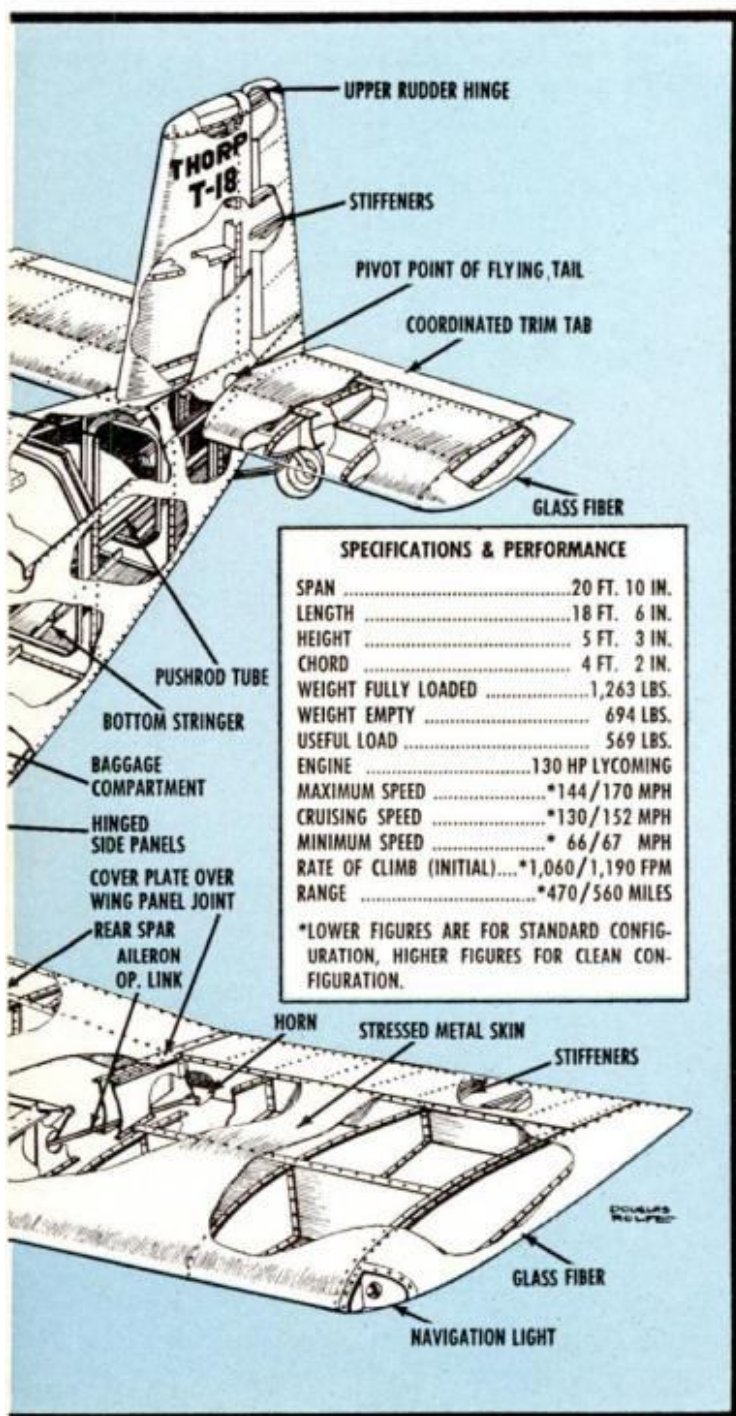 UPPER RUDDER HINGE
THORP
T-18
STIFFENERS
PIVOT POINT OF FLYING TAIL
COORDINATED TRIM TAB
GLASS FIBER
SPECIFICATIONS & PERFORMANCE
SPAN ........................................ 20 FT. 10 IN.
LENGTH ................................... 18 FT. 6 IN.
HEIGHT .................................... 5 FT. 3 IN.
CHORD ..................................... 4 FT. 2 IN.
WEIGHT FULLY LOADED ................ 1,263 LBS.
WEIGHT EMPTY .......................... 694 LBS.
USEFUL LOAD ............................ 569 LBS.
ENGINE ......................... 130 HP LYCOMING
MAXIMUM SPEED .............. *144/170 MPH
CRUISING SPEED .............. *130/152 MPH
MINIMUM SPEED ............... * 66/67 MPH
RATE OF CLIMB (INITIAL).... *1,060/1,190 FPM
RANGE ............................ *470/560 MILES
*LOWER FIGURES ARE FOR STANDARD CONFIG-
URATION, HIGHER FIGURES FOR CLEAN CON-
FIGURATION.
PUSHROD TUBE
BOTTOM STRINGER
BAGGAGE
COMPARTMENT
HINGED
SIDE PANELS
COVER PLATE OVER
WING PANEL JOINT
REAR SPAR
AILERON
OP. LINK
HORN
STRESSED METAL SKIN
STIFFENERS
DOUGLAS
ROLFE
GLASS FIBER
NAVIGATION LIGHT